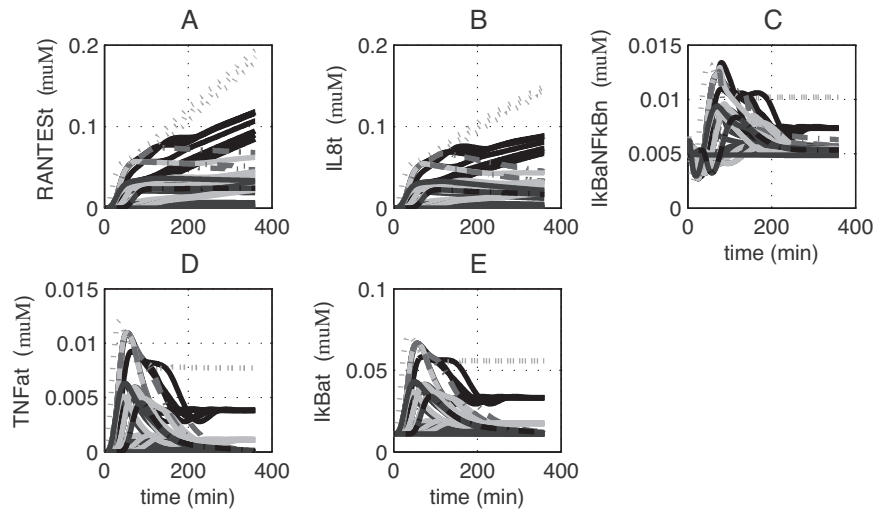 A
B
C
0.2
0.1
0
RANTESt (muM)
0 200 400
0.2
0.1
0
IL8t (muM)
0 200 400
0.015
0.01
0.005
0
IkBaNFkBn (muM)
0 200 400
time (min)
D
E
0.015
0.01
0.005
0
TNFat (muM)
0 200 400
time (min)
0.1
0.05
0
IkBat (muM)
0 200 400
time (min)